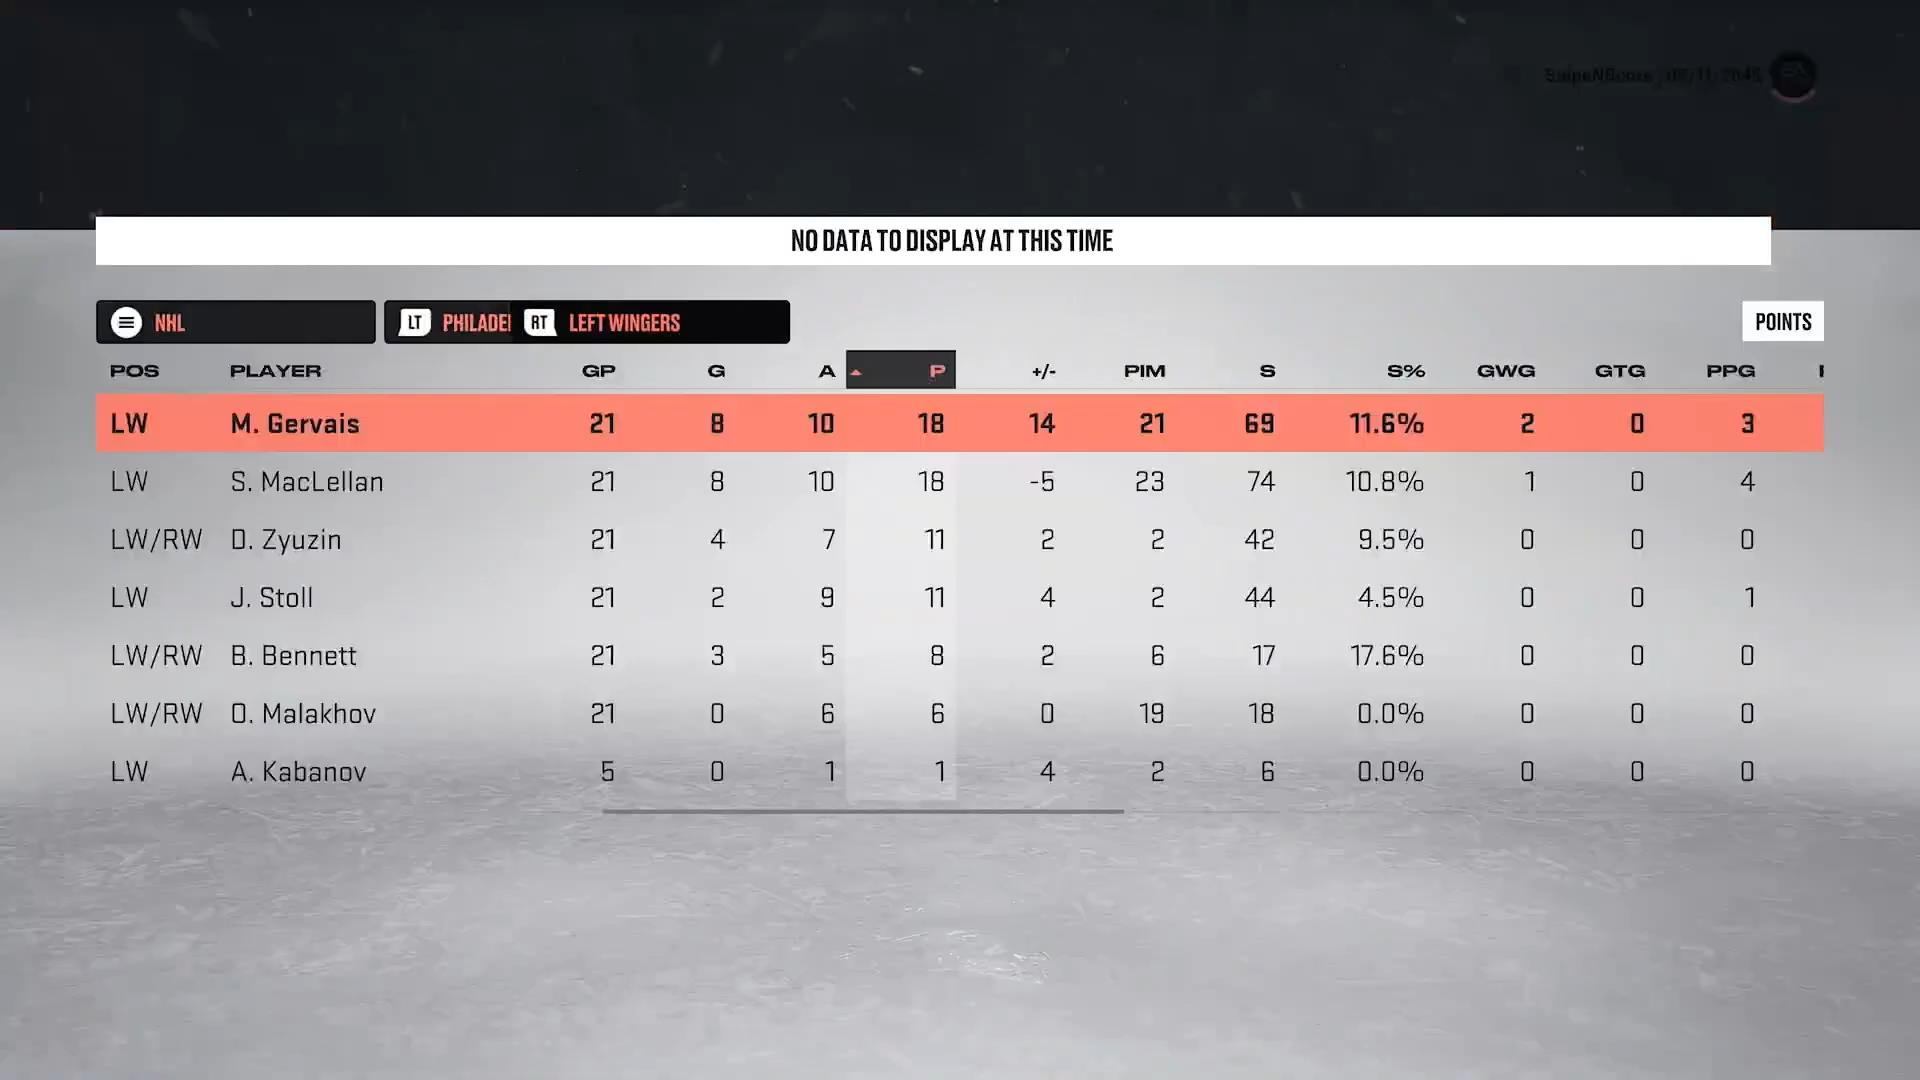 NO DATA TO DISPLAY AT THIS TIME
NHL LT PHILADE RT LEFT WINGERS POINTS
POS PLAYER GP G A P +/- PIM S S% GWG GTG PPG
LW M. Gervais 21 8 10 18 14 21 69 11.6% 2 0 3
LW S. MacLellan 21 8 10 18 -5 23 74 10.8% 1 0 4
LW/RW D. Zyuzin 21 4 7 11 2 2 42 9.5% 0 0 0
LW J. Stoll 21 2 9 11 4 2 44 4.5% 0 0 1
LW/RW B. Bennett 21 3 5 8 2 6 17 17.6% 0 0 0
LW/RW O. Malakhov 21 0 6 6 0 19 18 0.0% 0 0 0
LW A. Kabanov 5 0 1 1 4 2 6 0.0% 0 0 0